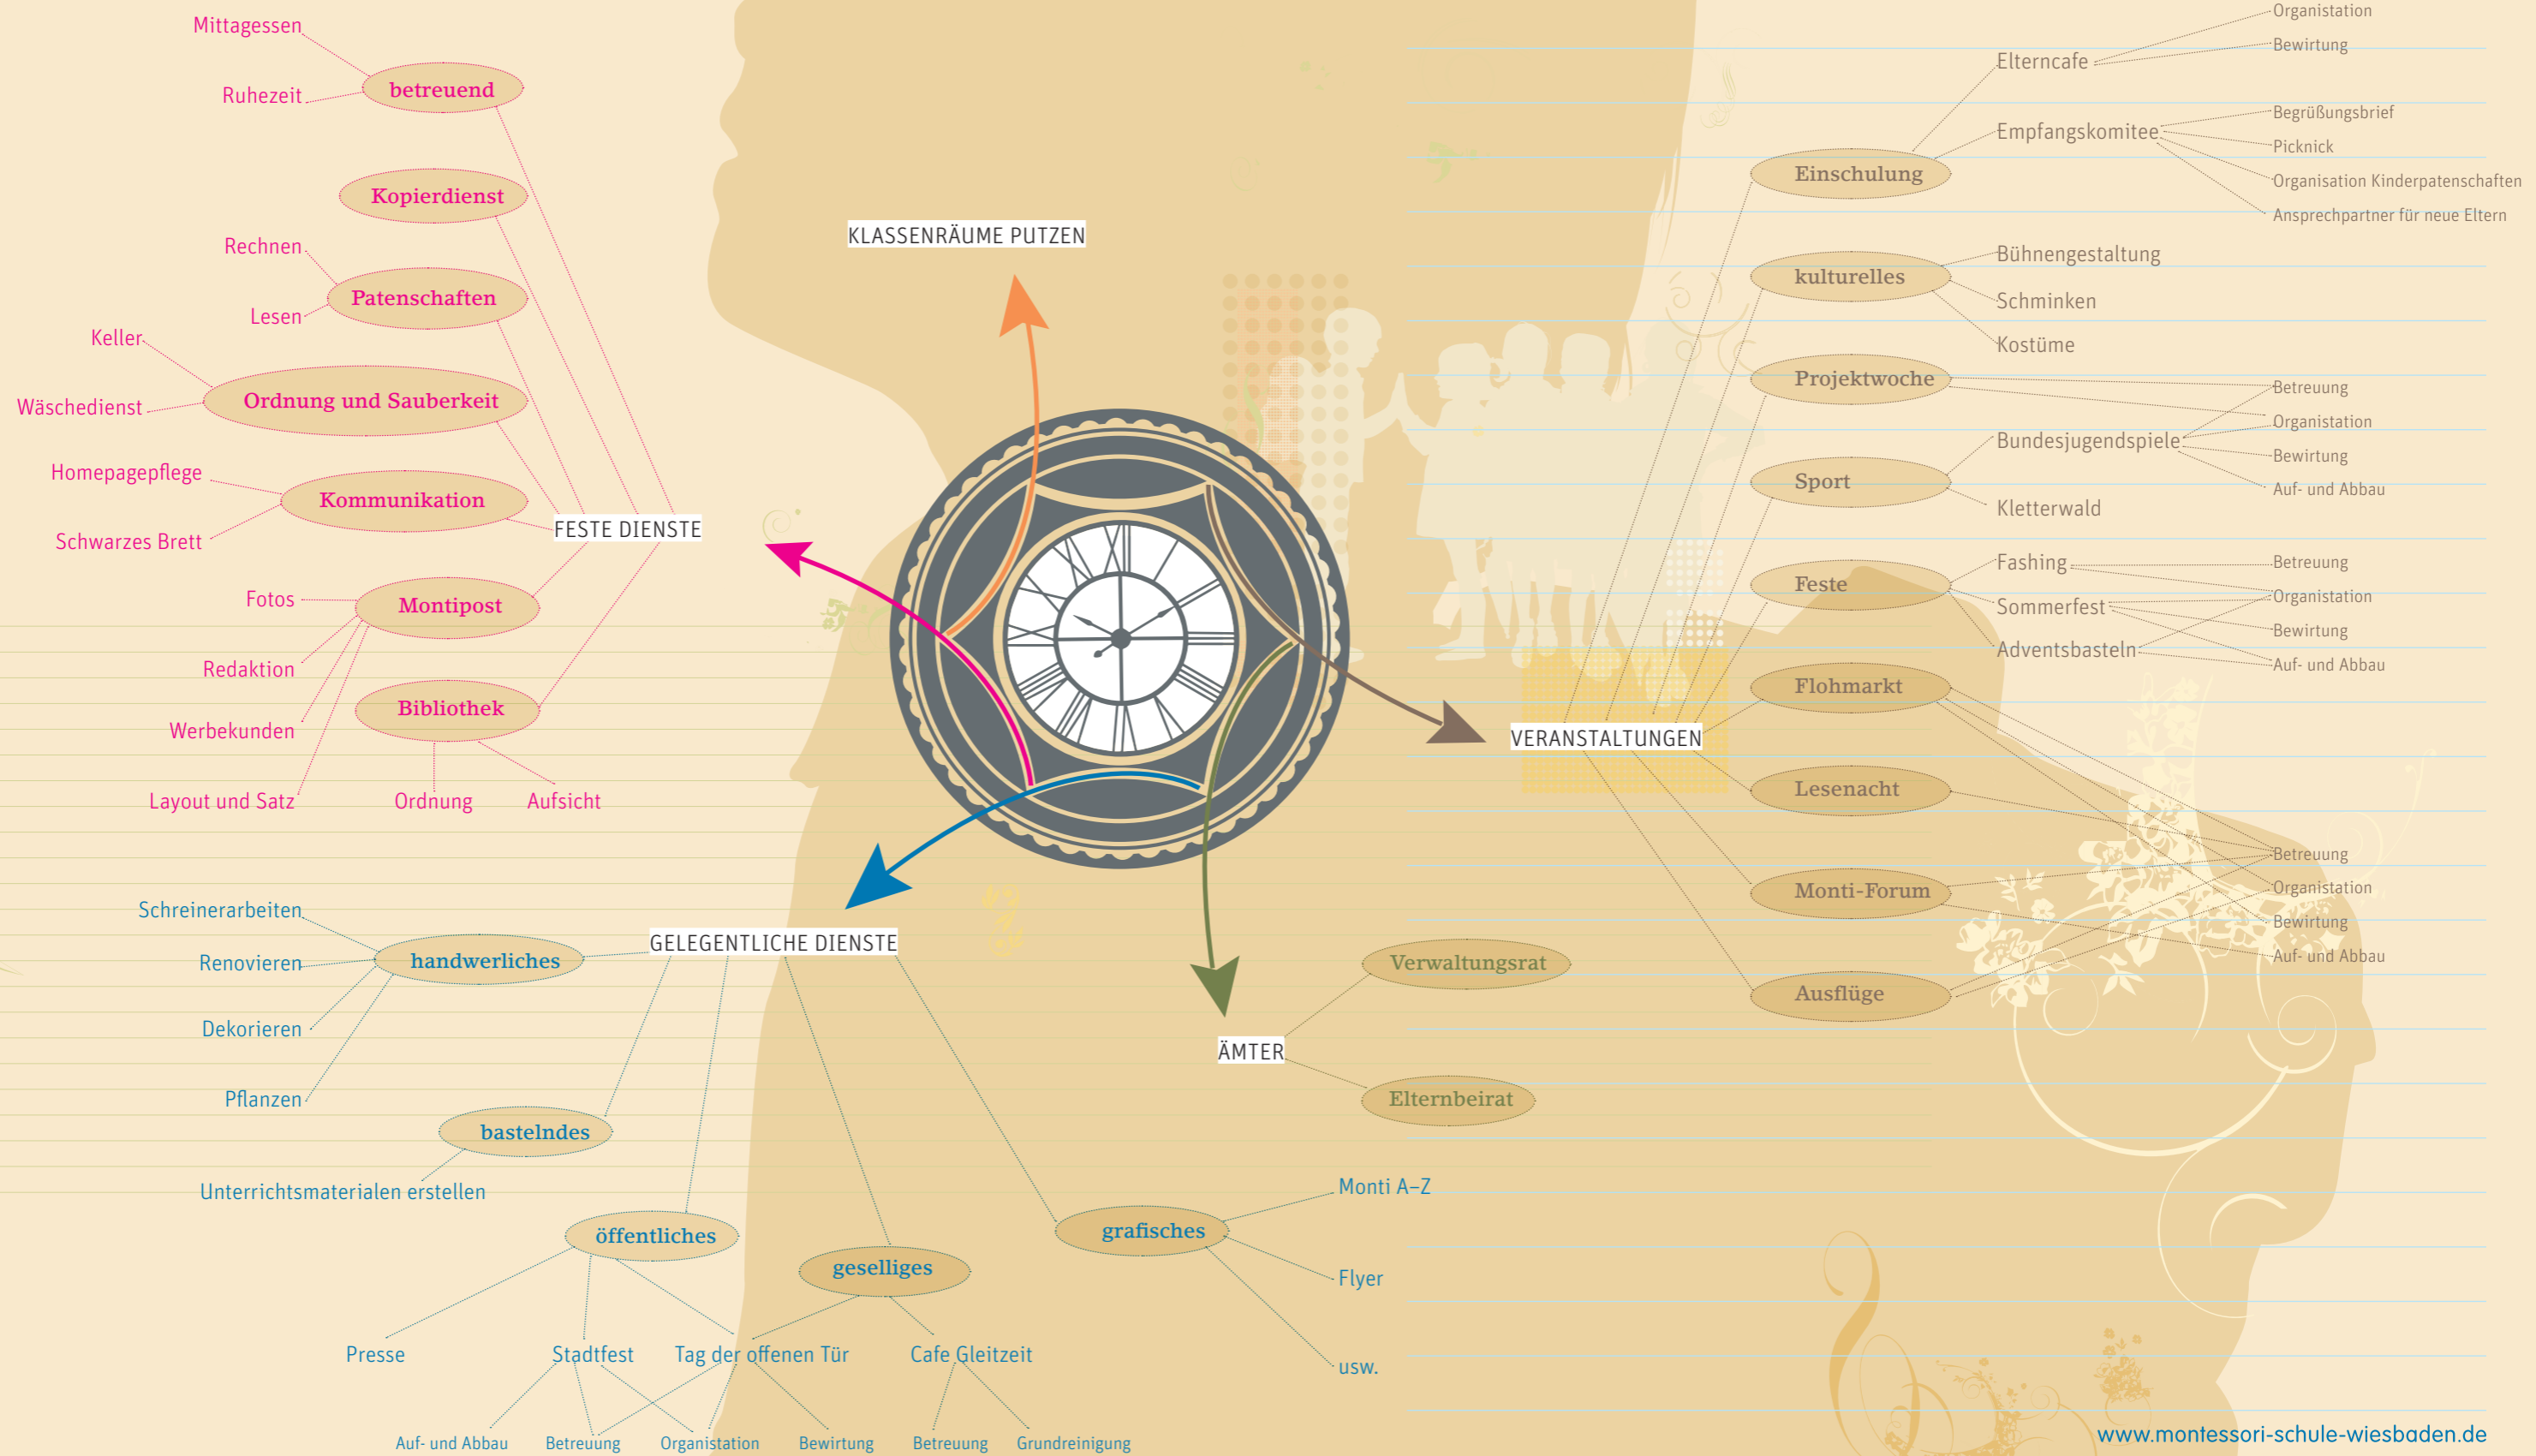 Mittagessen
Ruhezeit
betreuend
Kopierdienst
Rechnen
Lesen
Patenschaften
Keller
Wäschedienst
Ordnung und Sauberkeit
Homepagepflege
Schwarzes Brett
Kommunikation
FESTE DIENSTE
Fotos
Redaktion
Werbekunden
Layout und Satz
Montipost
Bibliothek
Ordnung
Aufsicht
KLASSENRÄUME PUTZEN
Organistation
Bewirtung
Elterncafe
Begrüßungsbrief
Picknick
Organisation Kinderpatenschaften
Ansprechpartner für neue Eltern
Empfangskomitee
Einschulung
kulturelles
Bühnengestaltung
Schminken
Kostüme
Projektwoche
Betreuung
Organistation
Bewirtung
Auf- und Abbau
Bundesjugendspiele
Sport
Kletterwald
Feste
Fashing
Sommerfest
Adventsbasteln
Betreuung
Organistation
Bewirtung
Auf- und Abbau
Flohmarkt
VERANSTALTUNGEN
Lesenacht
Monti-Forum
Ausflüge
Betreuung
Organistation
Bewirtung
Auf- und Abbau
GELEGENTLICHE DIENSTE
Schreinerarbeiten
Renovieren
Dekorieren
Pflanzen
handwerliches
bastelndes
Unterrichtsmaterialen erstellen
öffentliches
geselliges
grafisches
Monti A–Z
Flyer
usw.
Presse
Stadtfest
Tag der offenen Tür
Cafe Gleitzeit
Auf- und Abbau
Betreuung
Organistation
Bewirtung
Betreuung
Grundreinigung
ÄMTER
Verwaltungsrat
Elternbeirat
www.montessori-schule-wiesbaden.de